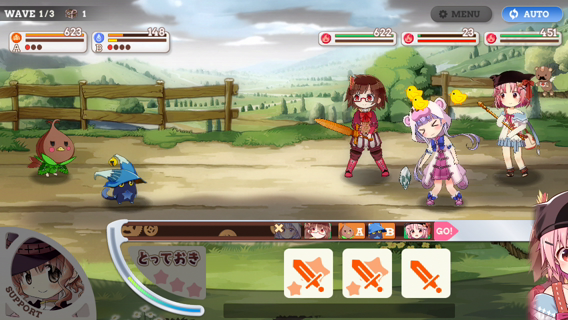 WAVE 1/3 1
MENU
AUTO
623
148
622
23
451
A
B
A
B
GO!
とっておき
SUPPORT